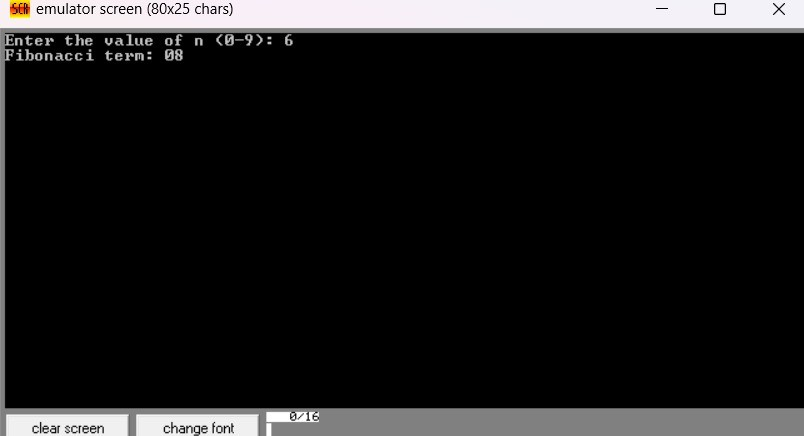 SCR emulator screen (80x25 chars)
Enter the value of n (0-9): 6
Fibonacci term: 08
clear screen
change font
0/16